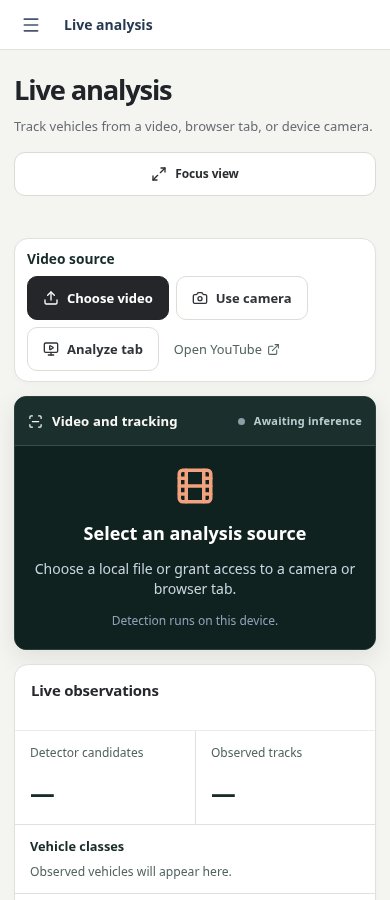 Live analysis
Live analysis
Track vehicles from a video, browser tab, or device camera.
Focus view
Video source
Choose video
Use camera
Analyze tab
Open YouTube
Video and tracking
Awaiting inference
Select an analysis source
Choose a local file or grant access to a camera or
browser tab.
Detection runs on this device.
Live observations
Detector candidates
Observed tracks
—
—
Vehicle classes
Observed vehicles will appear here.